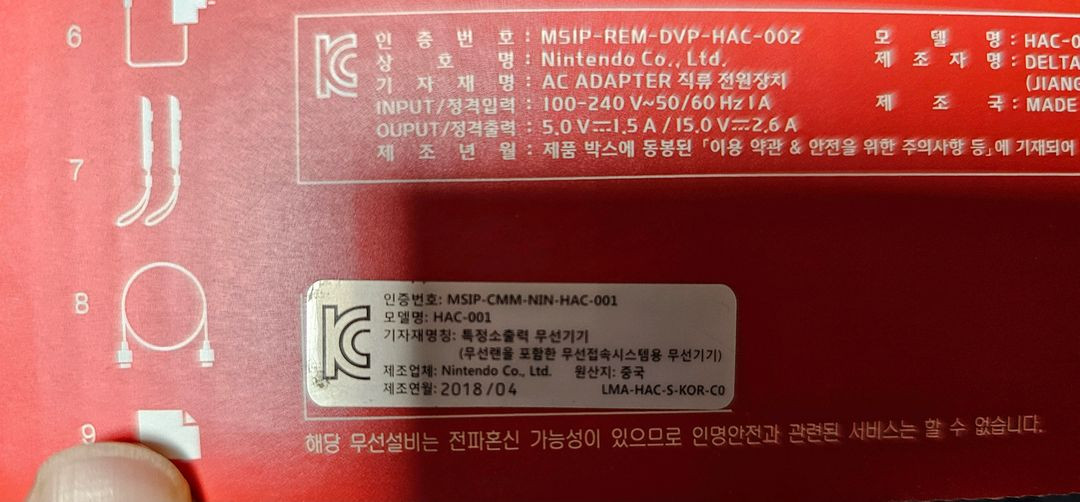 6
7
8
9
인 증 번 호 : MSIP-REM-DVP-HAC-002 모 델 명 : HAC-0
상 호 명 : Nintendo Co., Ltd. 제 조 자 명 : DELTA
기 자 재 명 : AC ADAPTER 직류 전원장치 (JIANG
INPUT/정격입력 : 100-240 V~50/60 Hz 1 A 제 조 국 : MADE
OUPUT/정격출력 : 5.0 V⎓1.5 A / 15.0 V⎓2.6 A
제 조 년 월 : 제품 박스에 동봉된 「이용 약관 & 안전을 위한 주의사항 등」에 기재되어
인증번호: MSIP-CMM-NIN-HAC-001
모델명: HAC-001
기자재명칭: 특정소출력 무선기기
(무선랜을 포함한 무선접속시스템용 무선기기)
제조업체: Nintendo Co., Ltd. 원산지: 중국
제조연월: 2018/04 LMA-HAC-S-KOR-C0
해당 무선설비는 전파혼신 가능성이 있으므로 인명안전과 관련된 서비스는 할 수 없습니다.